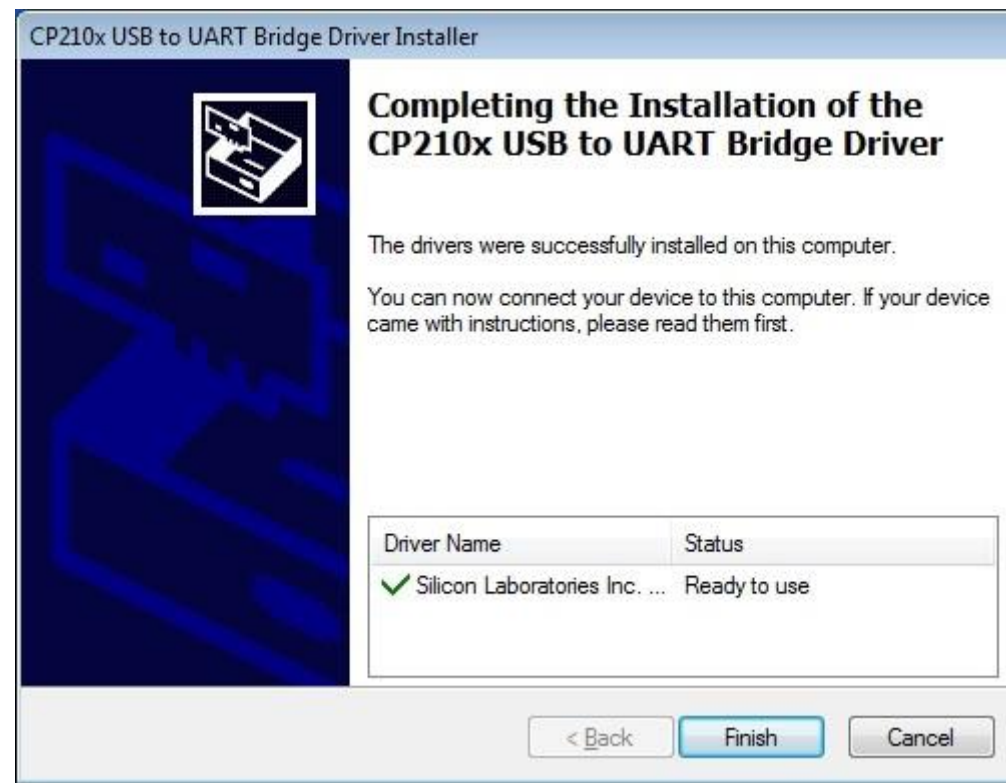 CP210x USB to UART Bridge Driver Installer
Completing the Installation of the
CP210x USB to UART Bridge Driver
The drivers were successfully installed on this computer.
You can now connect your device to this computer. If your device
came with instructions, please read them first.
Driver Name Status
Silicon Laboratories Inc. ... Ready to use
< Back Finish Cancel